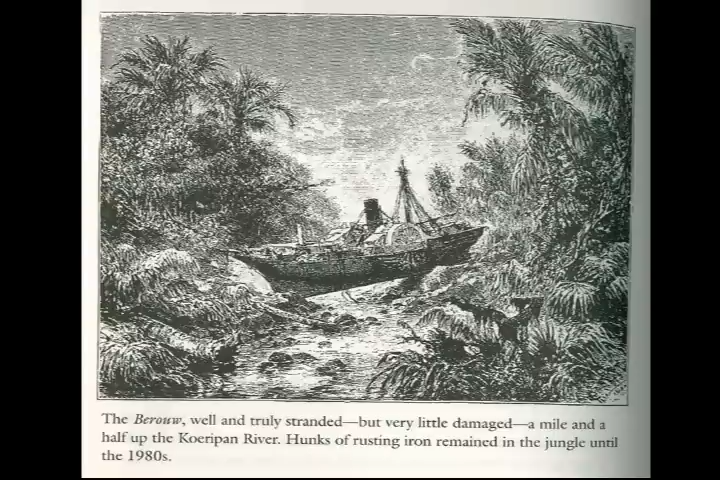 The Berouw, well and truly stranded—but very little damaged—a mile and a
half up the Koeripan River. Hunks of rusting iron remained in the jungle until
the 1980s.